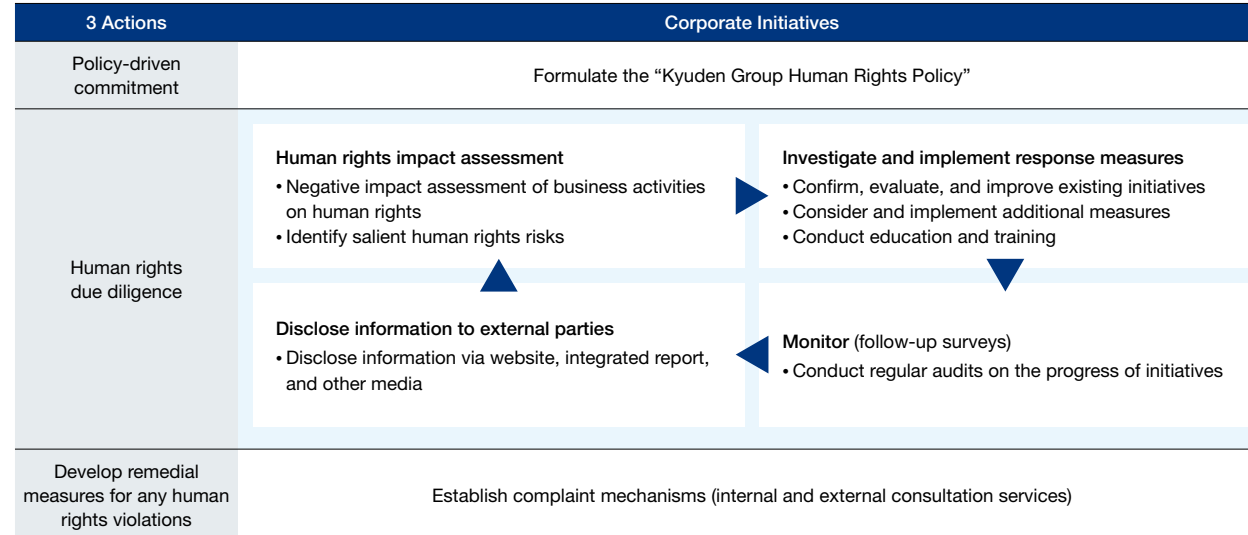 3 Actions
Corporate Initiatives
Policy-driven
commitment
Formulate the “Kyuden Group Human Rights Policy”
Human rights
due diligence
Human rights impact assessment
• Negative impact assessment of business activities
on human rights
• Identify salient human rights risks
Investigate and implement response measures
• Confirm, evaluate, and improve existing initiatives
• Consider and implement additional measures
• Conduct education and training
Disclose information to external parties
• Disclose information via website, integrated report,
and other media
Monitor (follow-up surveys)
• Conduct regular audits on the progress of initiatives
Develop remedial
measures for any human
rights violations
Establish complaint mechanisms (internal and external consultation services)